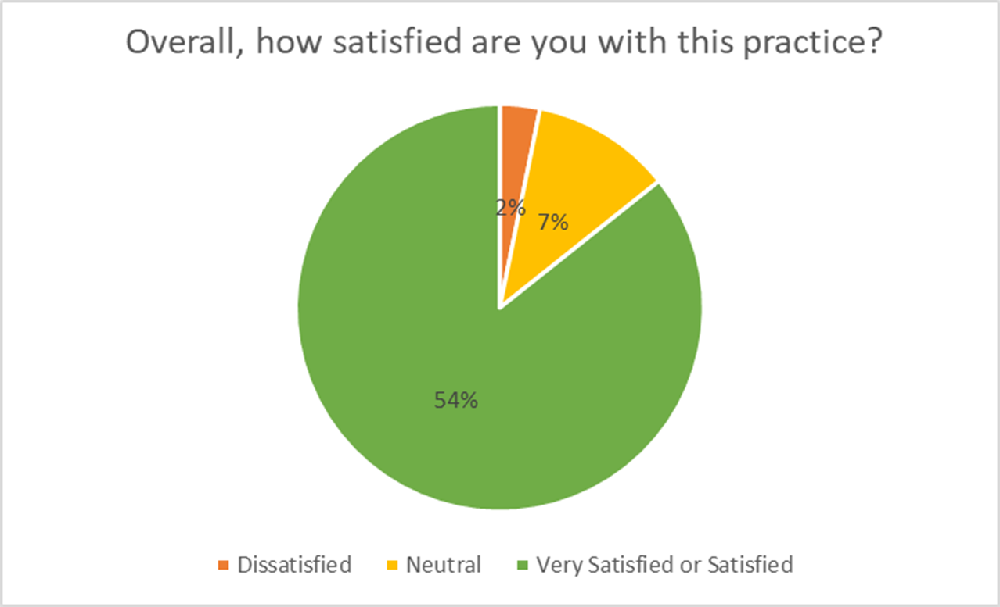 Overall, how satisfied are you with this practice?
2%
7%
54%
Dissatisfied Neutral Very Satisfied or Satisfied